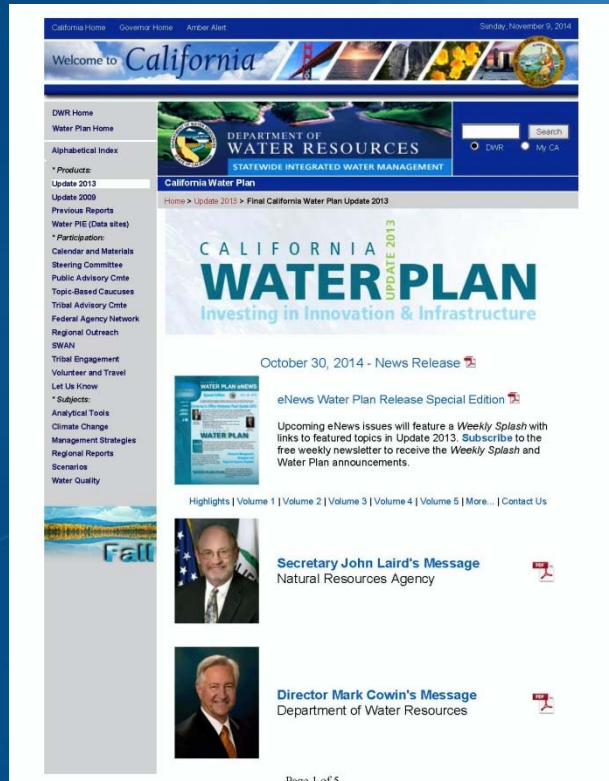 California Home Governor Home Amber Alert Sunday, November 9, 2014
Welcome to California
DWR Home
Water Plan Home
Alphabetical Index
* Products:
Update 2013
Update 2009
Previous Reports
Water PIE (Data sites)
* Participation:
Calendar and Materials
Steering Committee
Public Advisory Cmte
Topic-Based Caucuses
Tribal Advisory Cmte
Federal Agency Network
Regional Outreach
SWAN
Tribal Engagement
Volunteer and Travel
Let Us Know
* Subjects:
Analytical Tools
Climate Change
Management Strategies
Regional Reports
Scenarios
Water Quality
Fall
DEPARTMENT OF
WATER RESOURCES
STATEWIDE INTEGRATED WATER MANAGEMENT
Search
DWR My CA
California Water Plan
Home > Update 2013 > Final California Water Plan Update 2013
CALIFORNIA
WATER PLAN
UPDATE 2013
Investing in Innovation & Infrastructure
October 30, 2014 - News Release
WATER PLAN eNEWS
WATER PLAN
eNews Water Plan Release Special Edition
Upcoming eNews issues will feature a Weekly Splash with
links to featured topics in Update 2013. Subscribe to the
free weekly newsletter to receive the Weekly Splash and
Water Plan announcements.
Highlights | Volume 1 | Volume 2 | Volume 3 | Volume 4 | Volume 5 | More... | Contact Us
Secretary John Laird's Message
Natural Resources Agency
PDF
Director Mark Cowin's Message
Department of Water Resources
PDF
Page 1 of 5